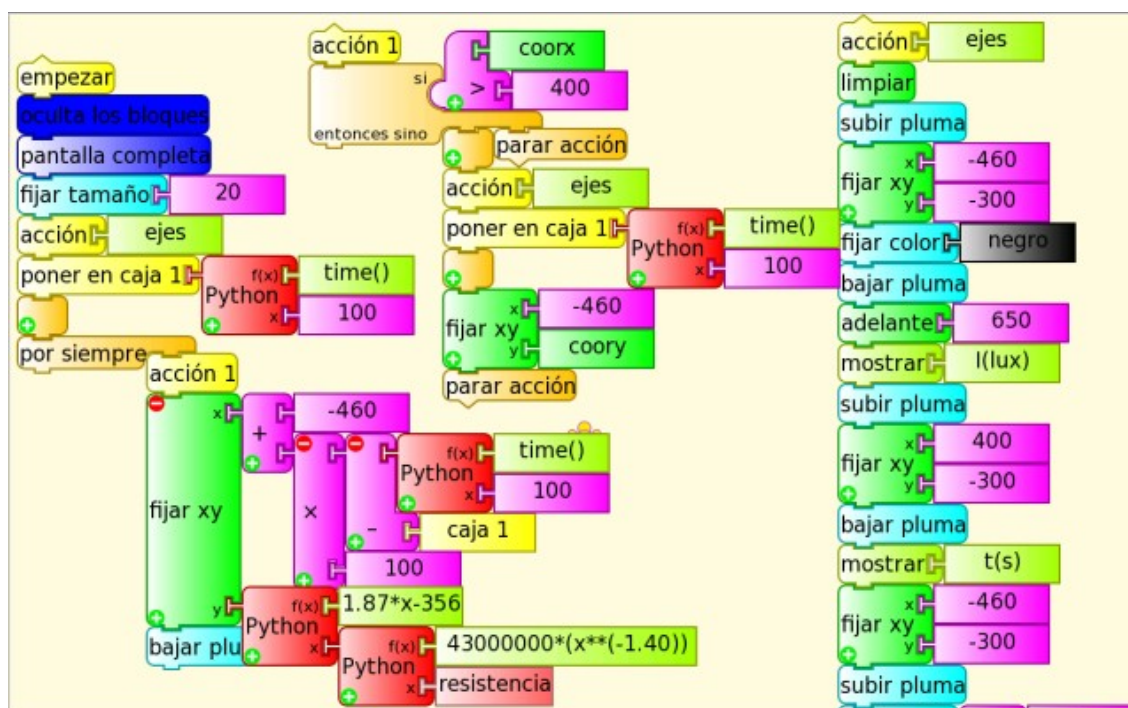 empezar
oculta los bloques
pantalla completa
fijar tamaño 20
acción ejes
poner en caja 1 Python f(x) time()
x 100
por siempre
acción 1
fijar xy x + -460
× - Python f(x) time()
x 100
caja 1
100
y Python f(x) 1.87*x-356
x Python f(x) 43000000*(x**(-1.40))
x resistencia
bajar plu
acción 1
si coorx
> 400
entonces sino
parar acción
acción ejes
poner en caja 1 Python f(x) time()
x 100
fijar xy x -460
y coory
parar acción
acción ejes
limpiar
subir pluma
fijar xy x -460
y -300
fijar color negro
bajar pluma
adelante 650
mostrar I(lux)
subir pluma
fijar xy x 400
y -300
bajar pluma
mostrar t(s)
fijar xy x -460
y -300
subir pluma